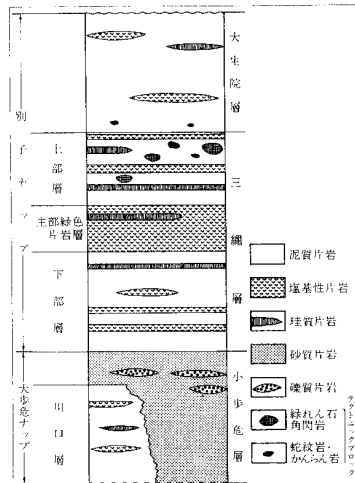 別子ナップ
大歩危ナップ
上部層
主部緑色
片岩層
下部層
川口層
大生院層
三縄層
小歩危層
泥質片岩
塩基性片岩
珪質片岩
砂質片岩
礫質片岩
緑れん石
角閃岩
蛇紋岩・
かんらん岩
テクトニックブロック